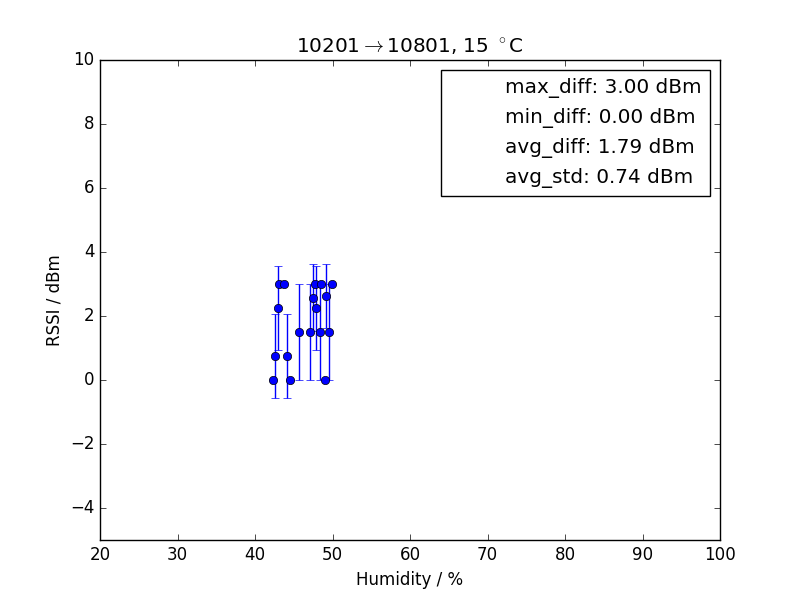 10201→10801, 15 °C
max_diff: 3.00 dBm
min_diff: 0.00 dBm
avg_diff: 1.79 dBm
avg_std: 0.74 dBm
RSSI / dBm
10
8
6
4
2
0
−2
−4
20 30 40 50 60 70 80 90 100
Humidity / %